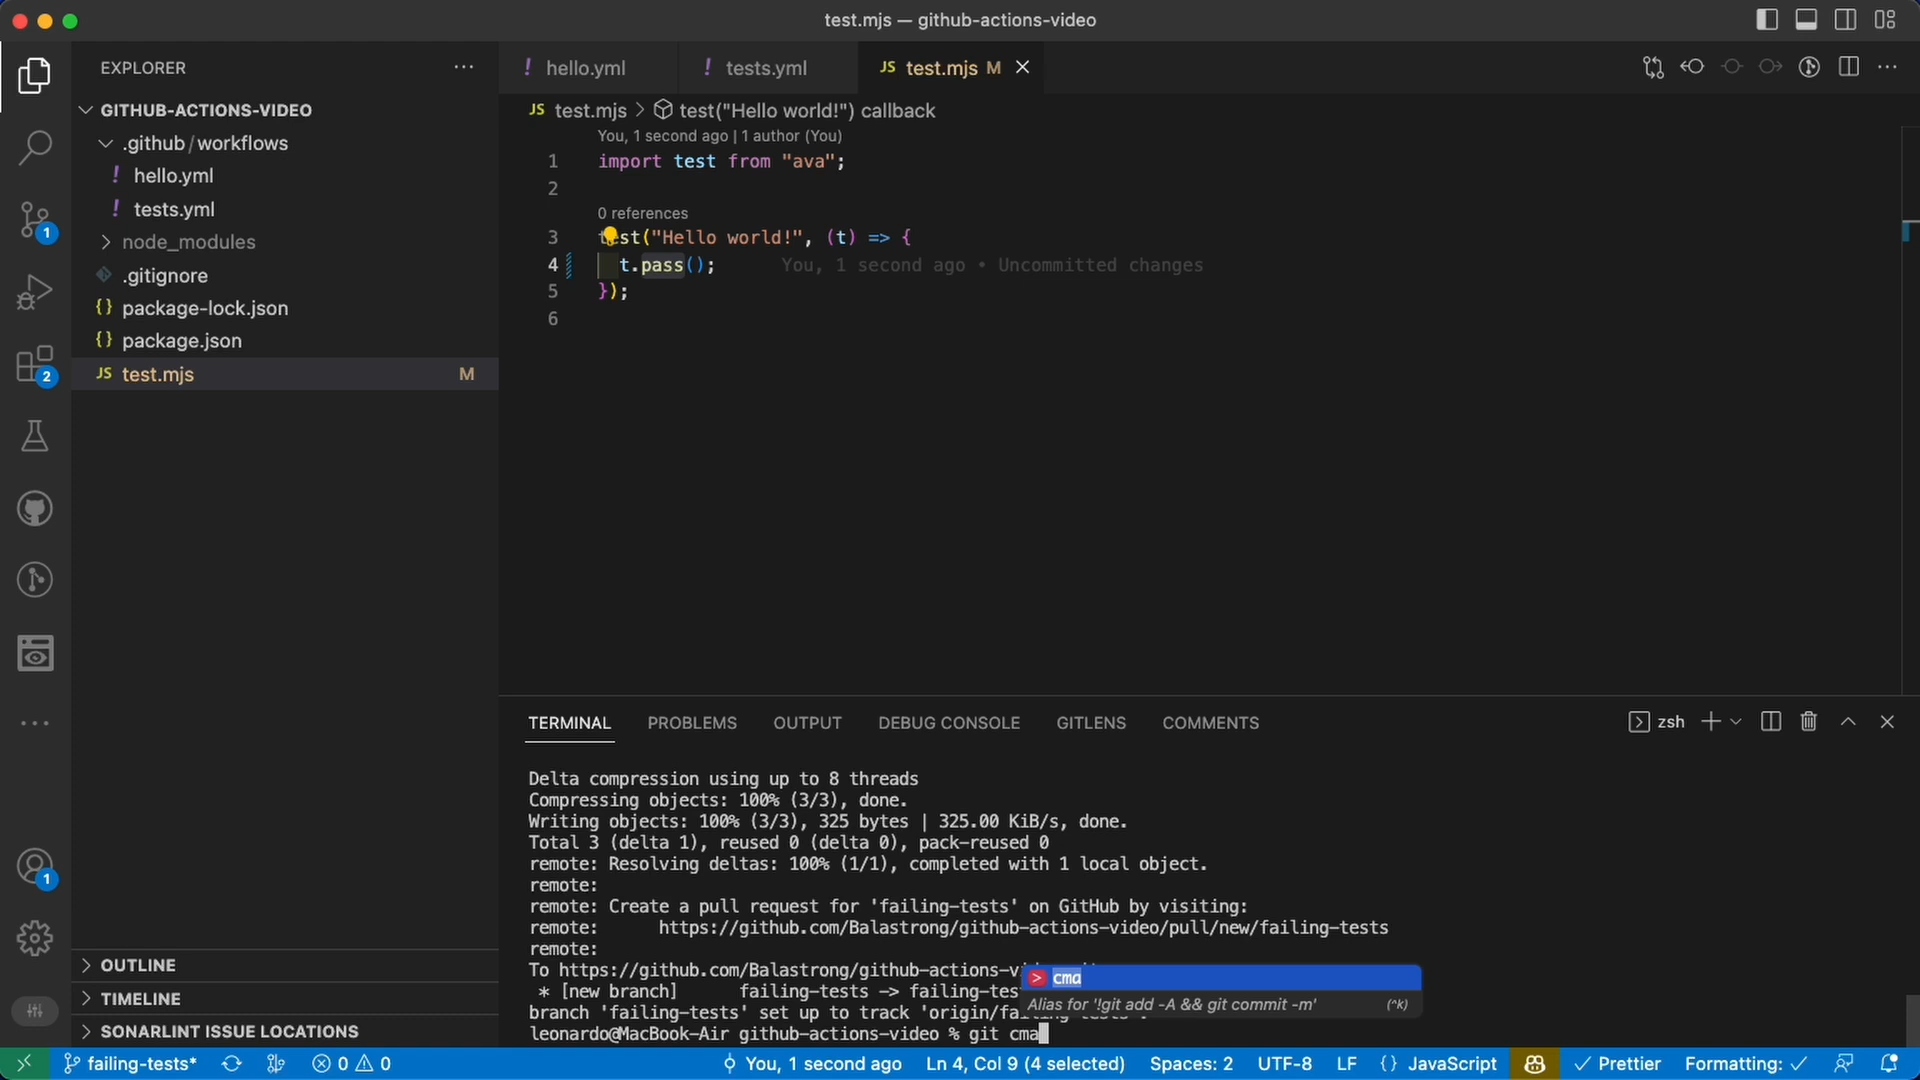 test.mjs — github-actions-video
EXPLORER
GITHUB-ACTIONS-VIDEO
.github/workflows
! hello.yml
! tests.yml
node_modules
.gitignore
{} package-lock.json
{} package.json
JS test.mjs M
OUTLINE
TIMELINE
SONARLINT ISSUE LOCATIONS
1
2
1
! hello.yml
! tests.yml
JS test.mjs M
JS test.mjs > test("Hello world!") callback
You, 1 second ago | 1 author (You)
1 import test from "ava";
2
0 references
3 test("Hello world!", (t) => {
4 t.pass(); You, 1 second ago • Uncommitted changes
5 });
6
TERMINAL PROBLEMS OUTPUT DEBUG CONSOLE GITLENS COMMENTS
zsh
Delta compression using up to 8 threads
Compressing objects: 100% (3/3), done.
Writing objects: 100% (3/3), 325 bytes | 325.00 KiB/s, done.
Total 3 (delta 1), reused 0 (delta 0), pack-reused 0
remote: Resolving deltas: 100% (1/1), completed with 1 local object.
remote:
remote: Create a pull request for 'failing-tests' on GitHub by visiting:
remote: https://github.com/Balastrong/github-actions-video/pull/new/failing-tests
remote:
To https://github.com/Balastrong/github-actions-v
* [new branch] failing-tests -> failing-te
branch 'failing-tests' set up to track 'origin/fa
leonardo@MacBook-Air github-actions-video % git cma
> cma
Alias for '!git add -A && git commit -m' (^k)
failing-tests* 0 0 You, 1 second ago Ln 4, Col 9 (4 selected) Spaces: 2 UTF-8 LF {} JavaScript Prettier Formatting: ✓